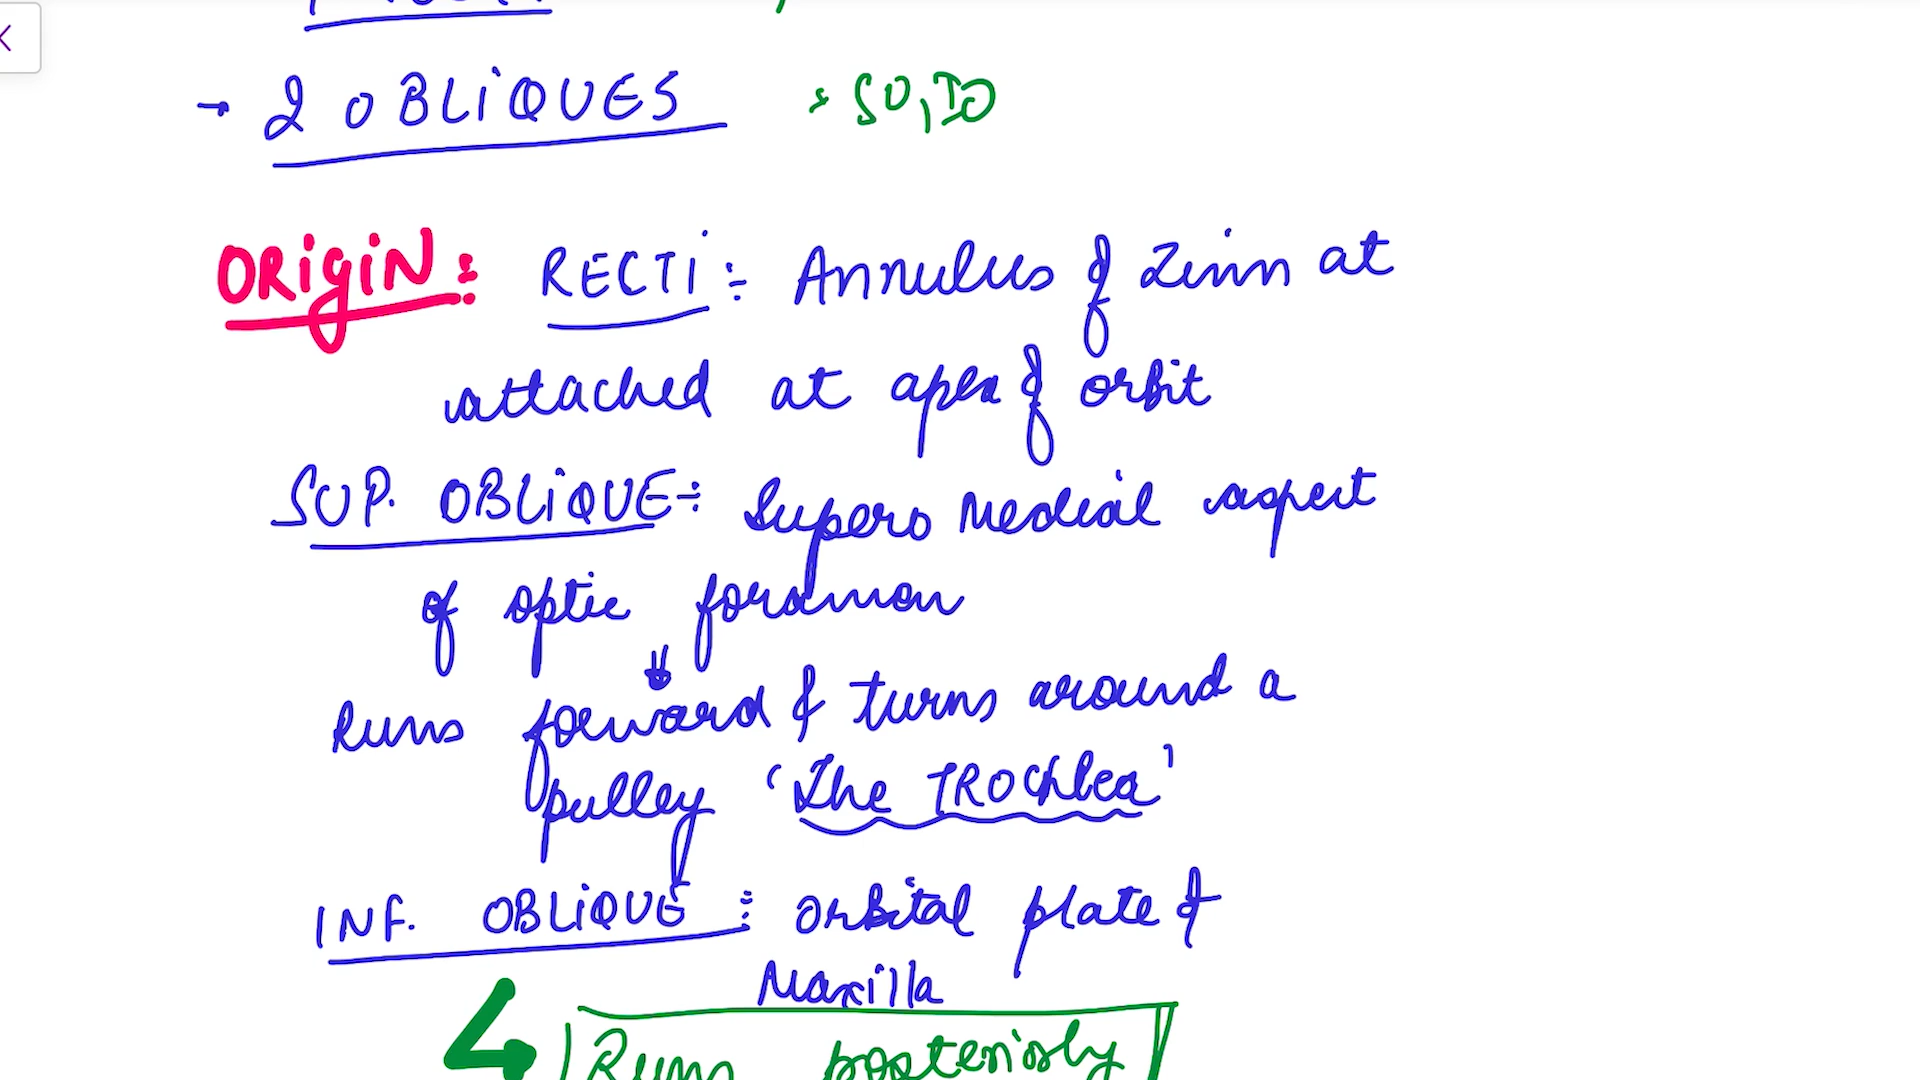 → 2 OBLiQUES : SO, IO
ORigiN : RECTI :- Annulus of Zinn at
attached at apex of orbit
SUP. OBLiQUE :- Supero Medial aspect
of optic foramen
Runs forward & turns around a
pulley 'The TROchlea'
INF. OBLiQUE : orbital plate of
Maxilla
Runs posteriorly